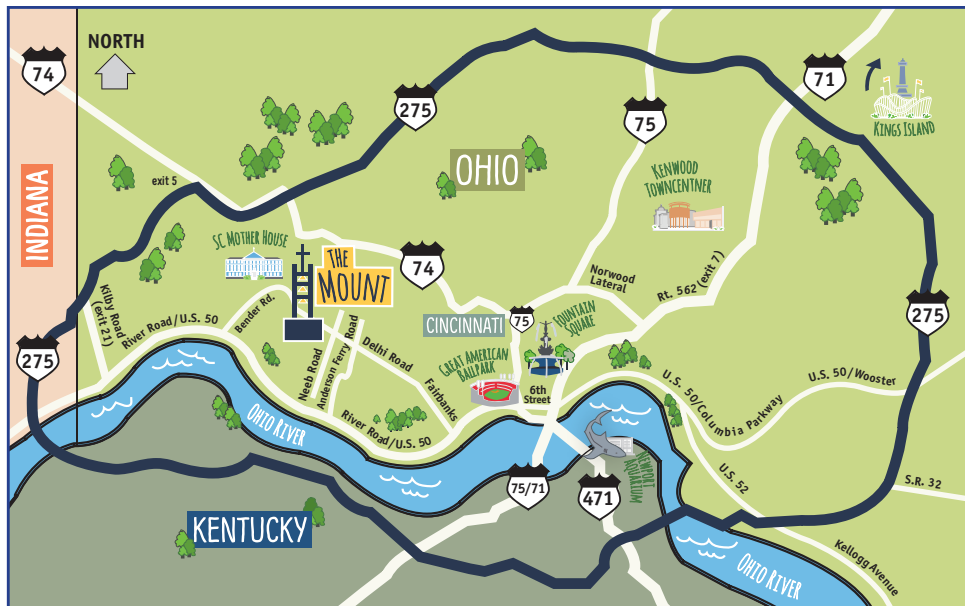 NORTH
74
INDIANA
275
OHIO
75
71
KINGS ISLAND
KENWOOD
TOWNCENTNER
exit 5
SC MOTHER HOUSE
THE
MOUNT
74
Norwood
Lateral
Rt. 562 (exit 7)
Kilby Road
(exit 21)
River Road/U.S. 50
Bender Rd.
CINCINNATI
75
FOUNTAIN
SQUARE
275
275
Neeb Road
Anderson Ferry Road
Delhi Road
Fairbanks
GREAT AMERICAN
BALLPARK
6th
Street
U.S. 50/Columbia Parkway
U.S. 50/Wooster
OHIO RIVER
River Road/U.S. 50
NEWPORT
AQUARIUM
U.S. 52
S.R. 32
75/71
471
KENTUCKY
OHIO RIVER
Kellogg Avenue